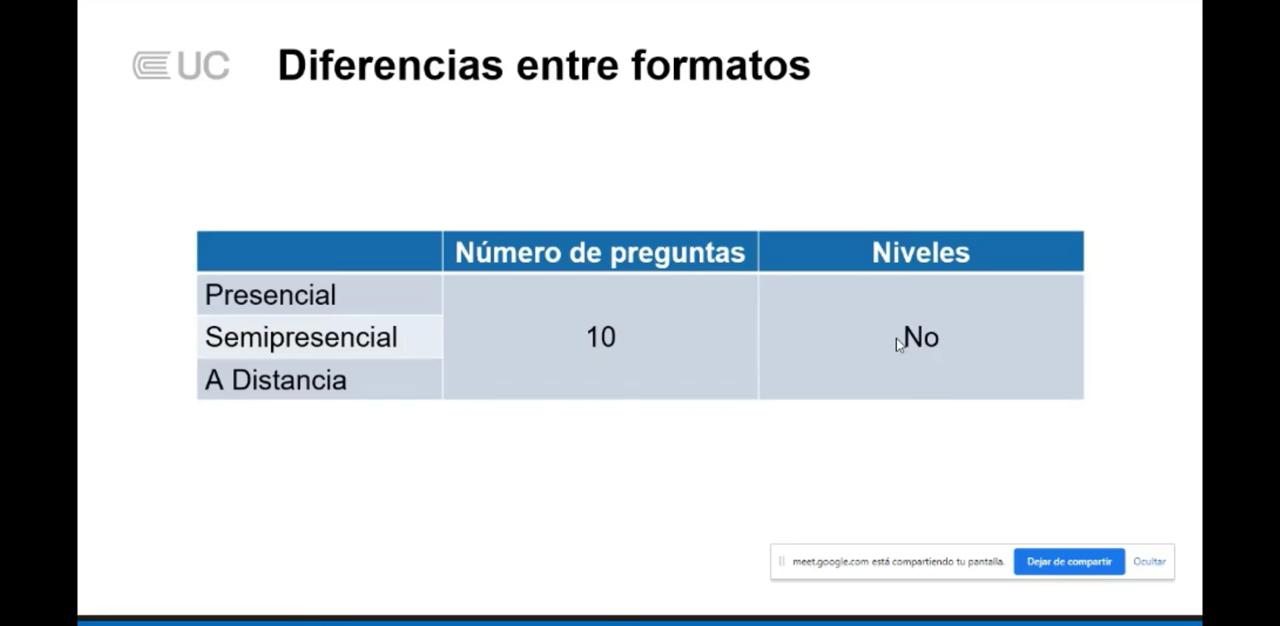 UC
Diferencias entre formatos
Número de preguntas Niveles
Presencial
Semipresencial 10 No
A Distancia
meet.google.com está compartiendo tu pantalla. Dejar de compartir Ocultar